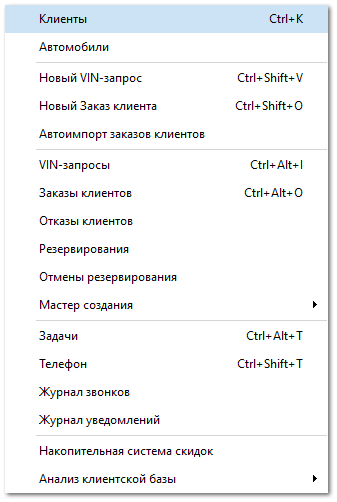 Клиенты Ctrl+K
Автомобили
Новый VIN-запрос Ctrl+Shift+V
Новый Заказ клиента Ctrl+Shift+O
Автоимпорт заказов клиентов
VIN-запросы Ctrl+Alt+I
Заказы клиентов Ctrl+Alt+O
Отказы клиентов
Резервирования
Отмены резервирования
Мастер создания
Задачи Ctrl+Alt+T
Телефон Ctrl+Shift+T
Журнал звонков
Журнал уведомлений
Накопительная система скидок
Анализ клиентской базы